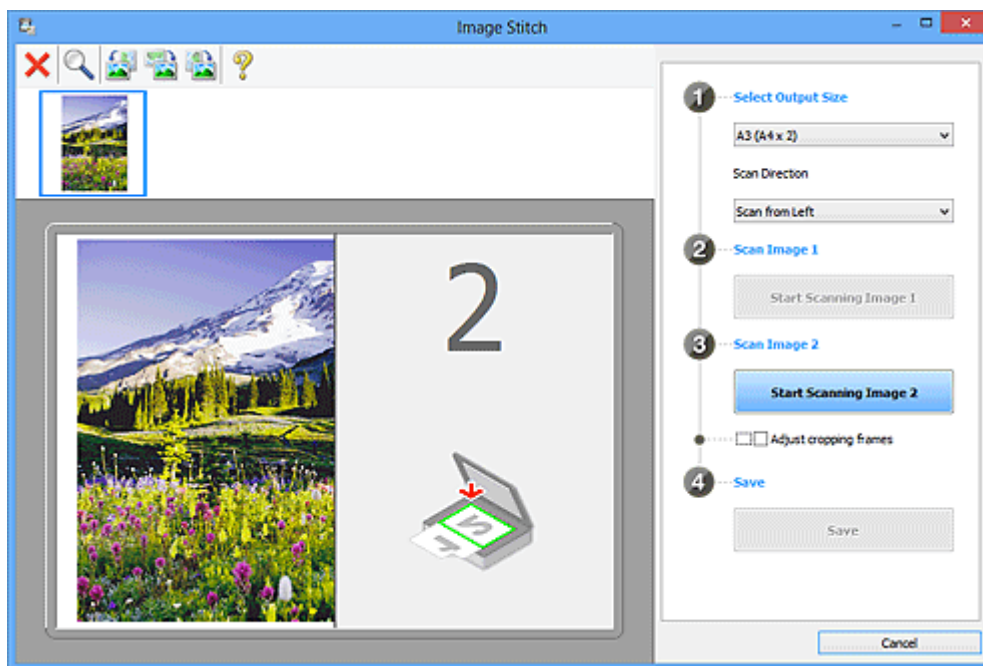 Image Stitch
1
Select Output Size
A3 (A4 x 2)
Scan Direction
Scan from Left
2
Scan Image 1
Start Scanning Image 1
3
Scan Image 2
Start Scanning Image 2
Adjust cropping frames
4
Save
Save
Cancel
2
1
2